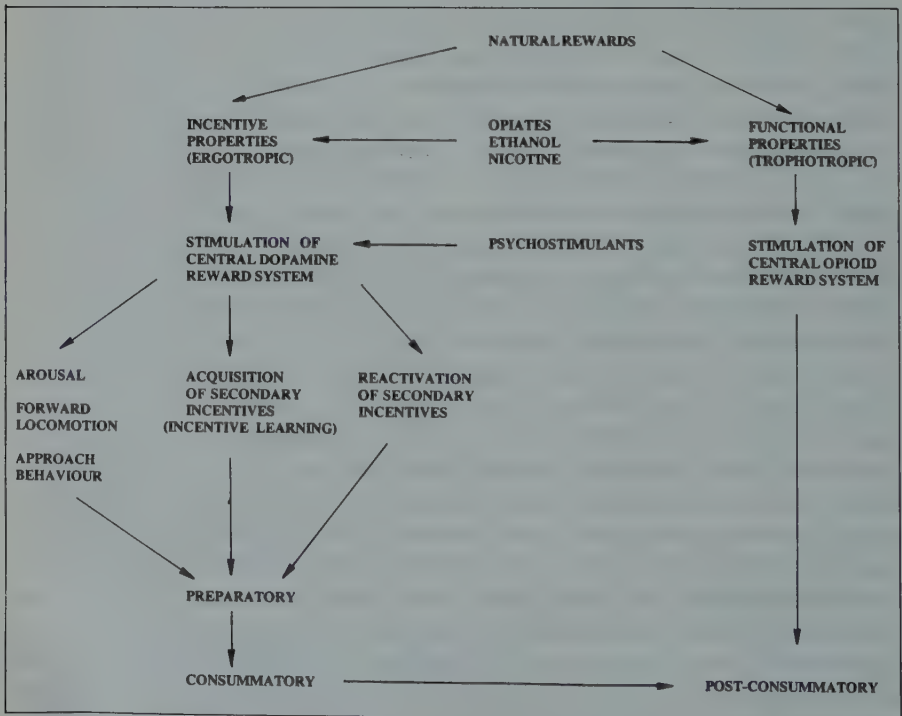 NATURAL REWARDS
INCENTIVE
PROPERTIES
(ERGOTROPIC)
OPIATES
ETHANOL
NICOTINE
FUNCTIONAL
PROPERTIES
(TROPHOTROPIC)
STIMULATION OF
CENTRAL DOPAMINE
REWARD SYSTEM
PSYCHOSTIMULANTS
STIMULATION OF
CENTRAL OPIOID
REWARD SYSTEM
AROUSAL
FORWARD
LOCOMOTION
APPROACH
BEHAVIOUR
ACQUISITION
OF SECONDARY
INCENTIVES
(INCENTIVE LEARNING)
REACTIVATION
OF SECONDARY
INCENTIVES
PREPARATORY
CONSUMMATORY
POST-CONSUMMATORY